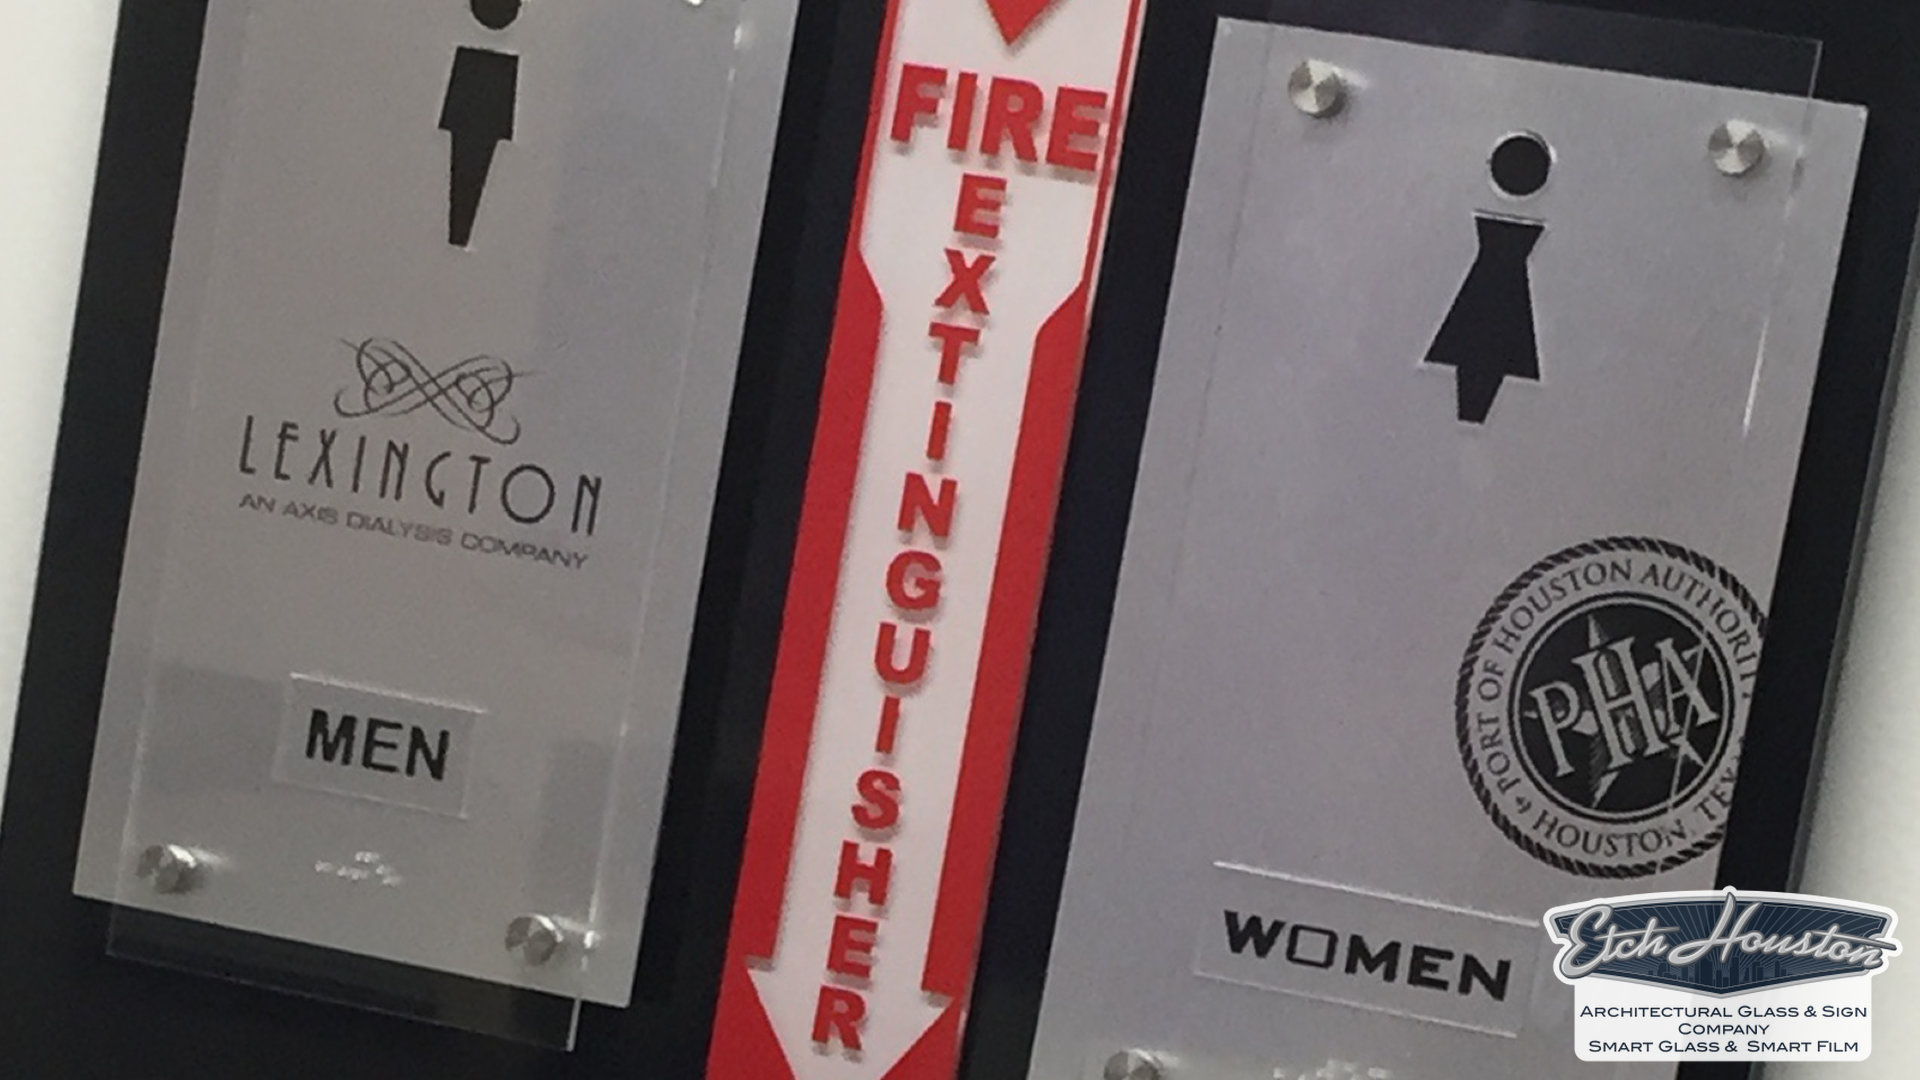 LEXINGTON
AN AXIS DIALYSIS COMPANY
MEN
FIRE
E
X
T
I
N
G
U
I
S
H
E
R
PORT OF HOUSTON AUTHORITY
PHA
HOUSTON, TEXAS
WOMEN
Etch Houston
ARCHITECTURAL GLASS & SIGN
COMPANY
SMART GLASS & SMART FILM